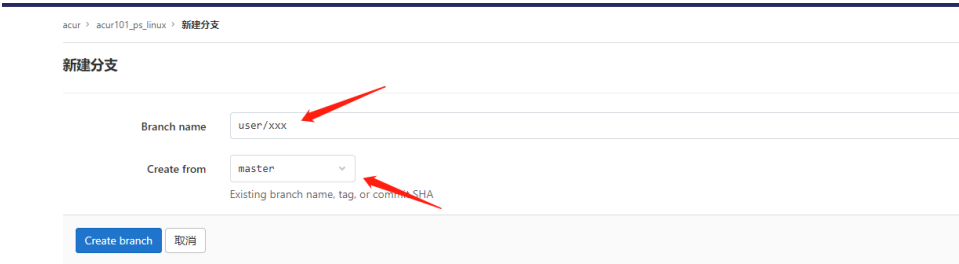 acur > acur101_ps_linux > 新建分支
新建分支
Branch name user/xxx
Create from master
Existing branch name, tag, or commit SHA
Create branch 取消